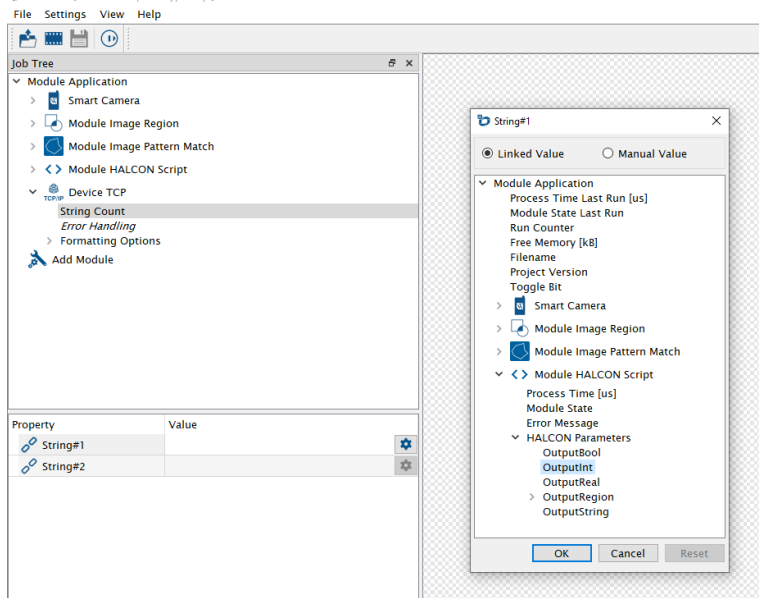 File Settings View Help
Job Tree
Module Application
Smart Camera
Module Image Region
Module Image Pattern Match
Module HALCON Script
TCP/IP
Device TCP
String Count
Error Handling
Formatting Options
Add Module
Property Value
String#1
String#2
String#1
Linked Value Manual Value
Module Application
Process Time Last Run [us]
Module State Last Run
Run Counter
Free Memory [kB]
Filename
Project Version
Toggle Bit
Smart Camera
Module Image Region
Module Image Pattern Match
Module HALCON Script
Process Time [us]
Module State
Error Message
HALCON Parameters
OutputBool
OutputInt
OutputReal
OutputRegion
OutputString
OK Cancel Reset